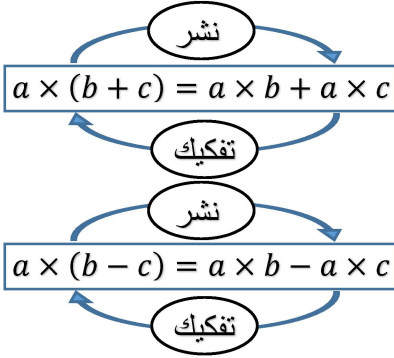 نشر
a × (b + c) = a × b + a × c
تفكيك
نشر
a × (b − c) = a × b − a × c
تفكيك